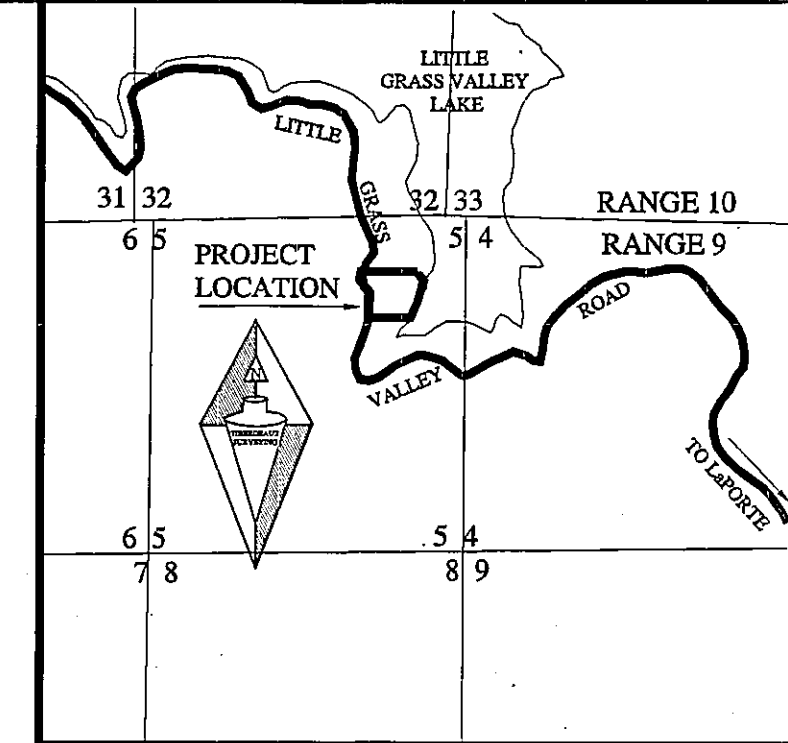 LITTLE
GRASS VALLEY
LAKE
LITTLE
GRASS
31 32
32 33
RANGE 10
6 5
5 4
RANGE 9
PROJECT
LOCATION
ROAD
VALLEY
N
TO LaPORTE
6 5
5 4
7 8
8 9